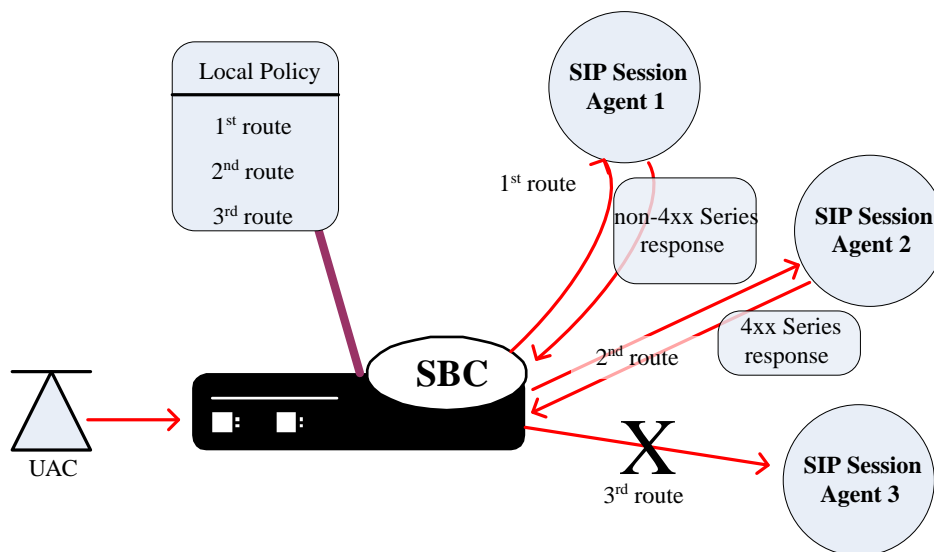 Local Policy
1st route
2nd route
3rd route
SIP Session
Agent 1
1st route
non-4xx Series
response
SIP Session
Agent 2
4xx Series
response
2nd route
SBC
UAC
X
3rd route
SIP Session
Agent 3